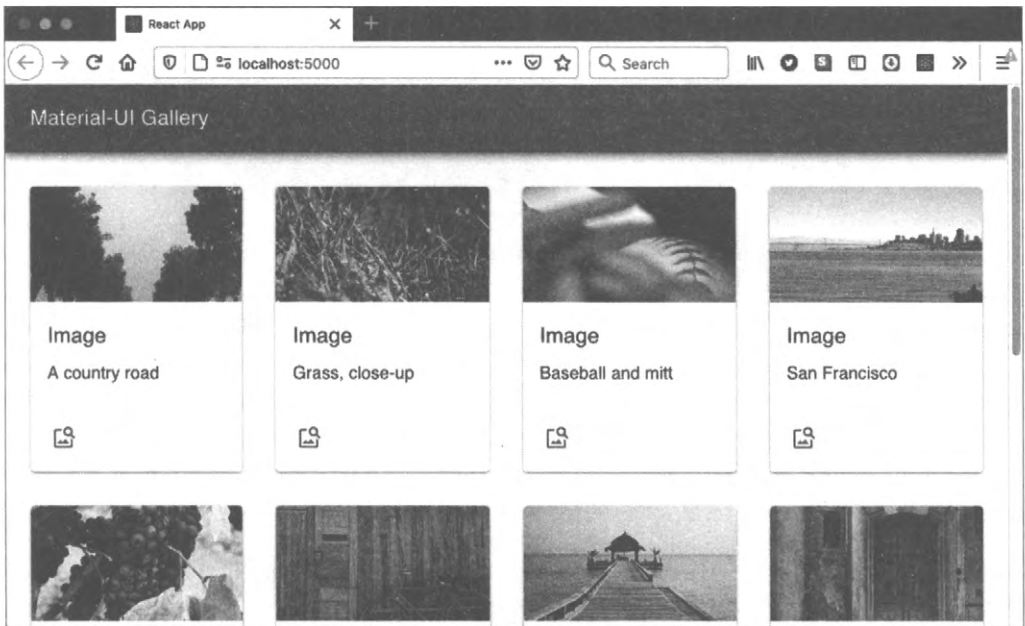 React App
localhost:5000
Search
Material-UI Gallery
Image Image Image Image
A country road Grass, close-up Baseball and mitt San Francisco